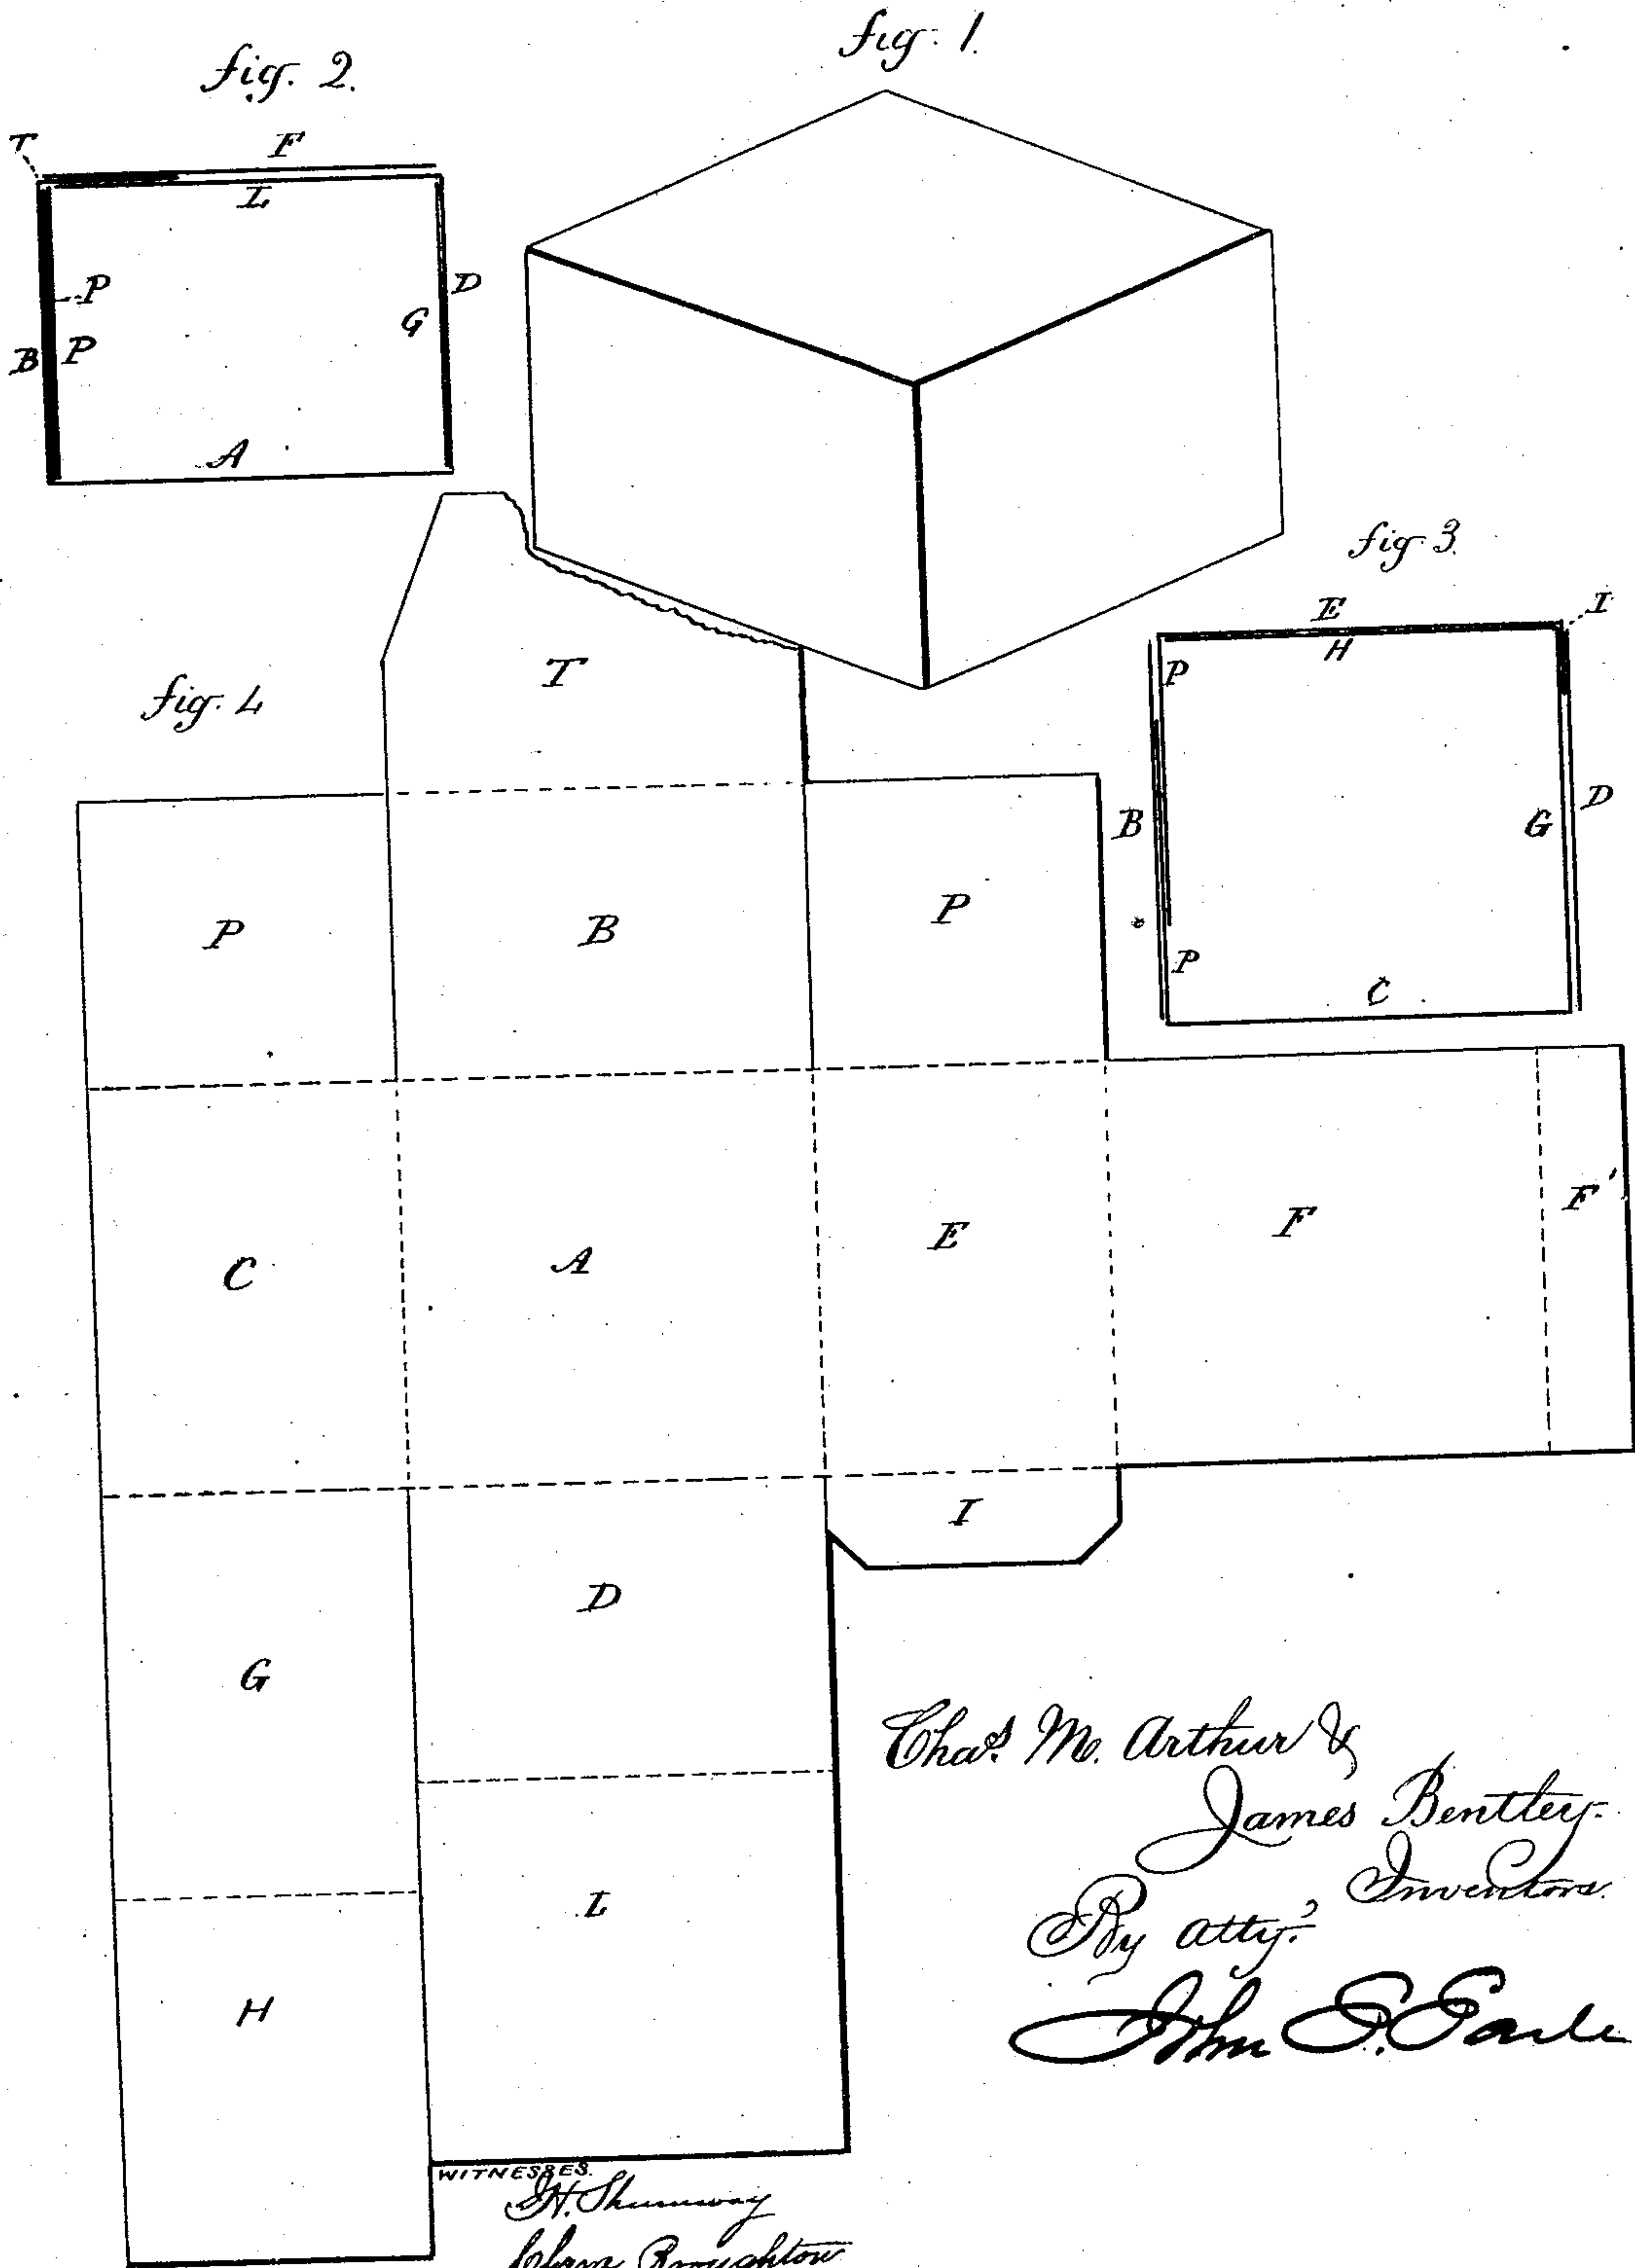 fig. 1.
fig. 2.
T
F
L
P
D
G
B
P
A
fig. 3.
E
I
H
P
B
G
D
P
C
fig. 4
T
P
B
P
C
A
E
F
F'
I
D
G
L
H
Chas. M. Arthur &
James Bentley.
Inventors.
By atty.
John E. Earle
WITNESSES.
J.H. Shumway
Broughton